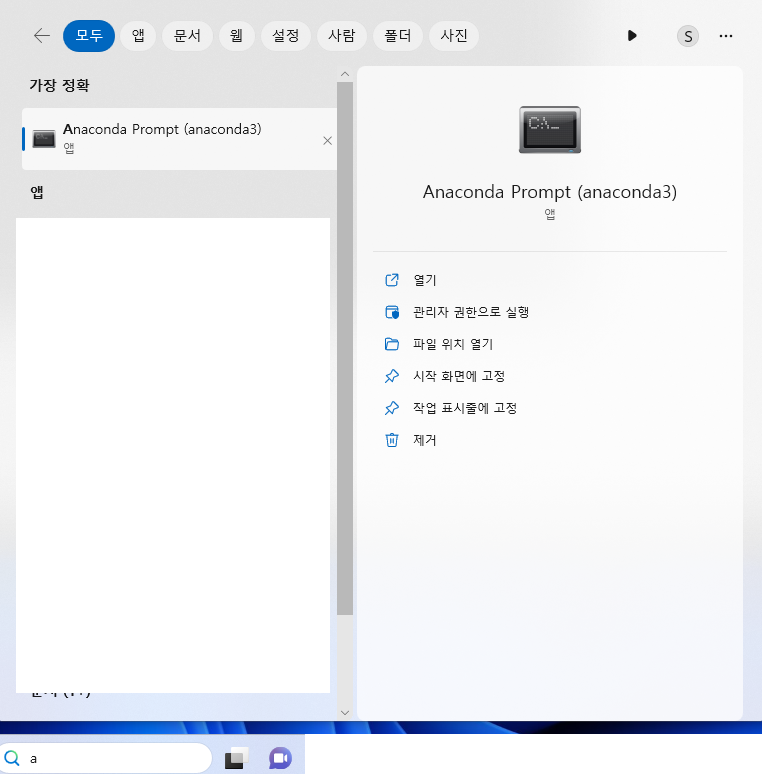 모두 앱 문서 웹 설정 사람 폴더 사진 S
가장 정확
Anaconda Prompt (anaconda3)
앱
앱
Anaconda Prompt (anaconda3)
앱
열기
관리자 권한으로 실행
파일 위치 열기
시작 화면에 고정
작업 표시줄에 고정
제거
a